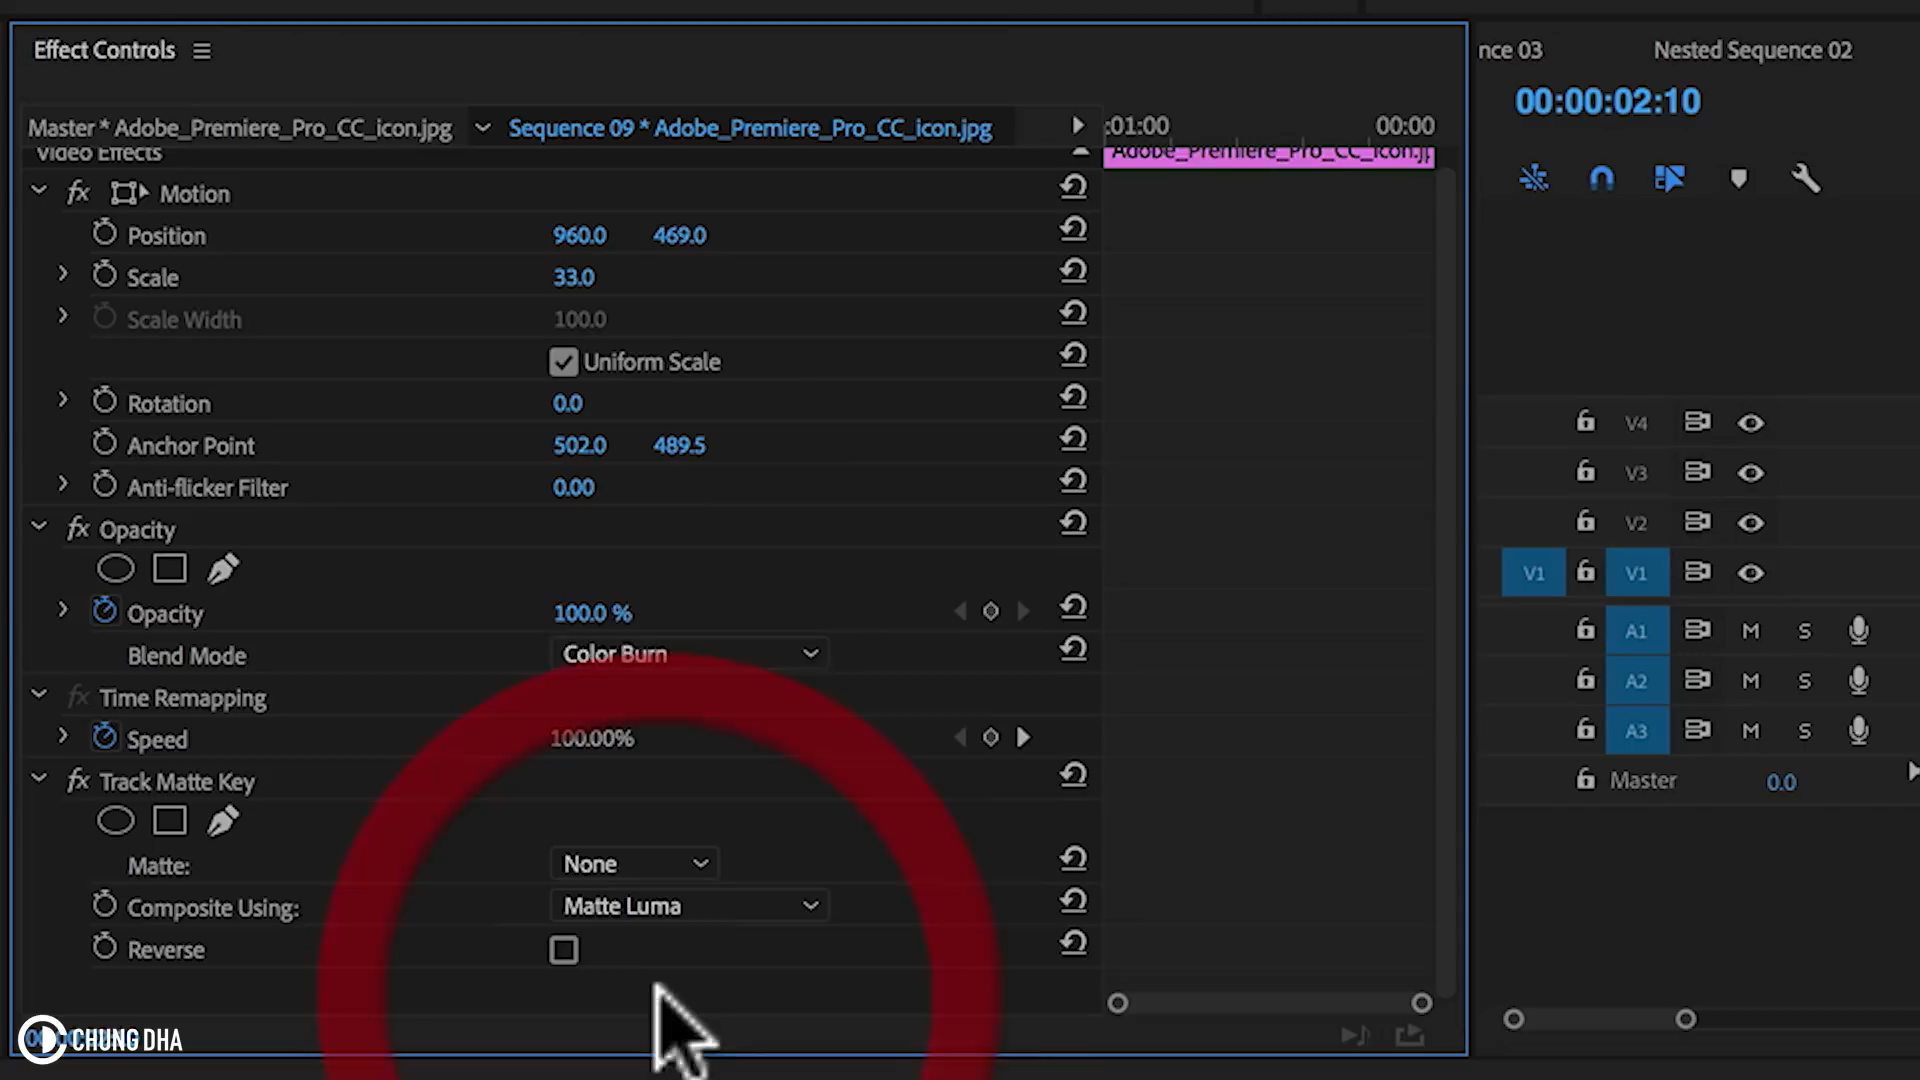 Effect Controls
nce 03
Nested Sequence 02
00:00:02:10
Master * Adobe_Premiere_Pro_CC_icon.jpg
Sequence 09 * Adobe_Premiere_Pro_CC_icon.jpg
:01:00
00:00
Video Effects
Adobe_Premiere_Pro_CC_icon.jp
fx Motion
Position 960.0 469.0
Scale 33.0
Scale Width 100.0
Uniform Scale
Rotation 0.0
Anchor Point 502.0 489.5
Anti-flicker Filter 0.00
fx Opacity
Opacity 100.0 %
Blend Mode Color Burn
fx Time Remapping
Speed 100.00%
fx Track Matte Key
Matte: None
Composite Using: Matte Luma
Reverse
V4
V3
V2
V1 V1
A1 M S
A2 M S
A3 M S
Master 0.0
CHUNG DHA